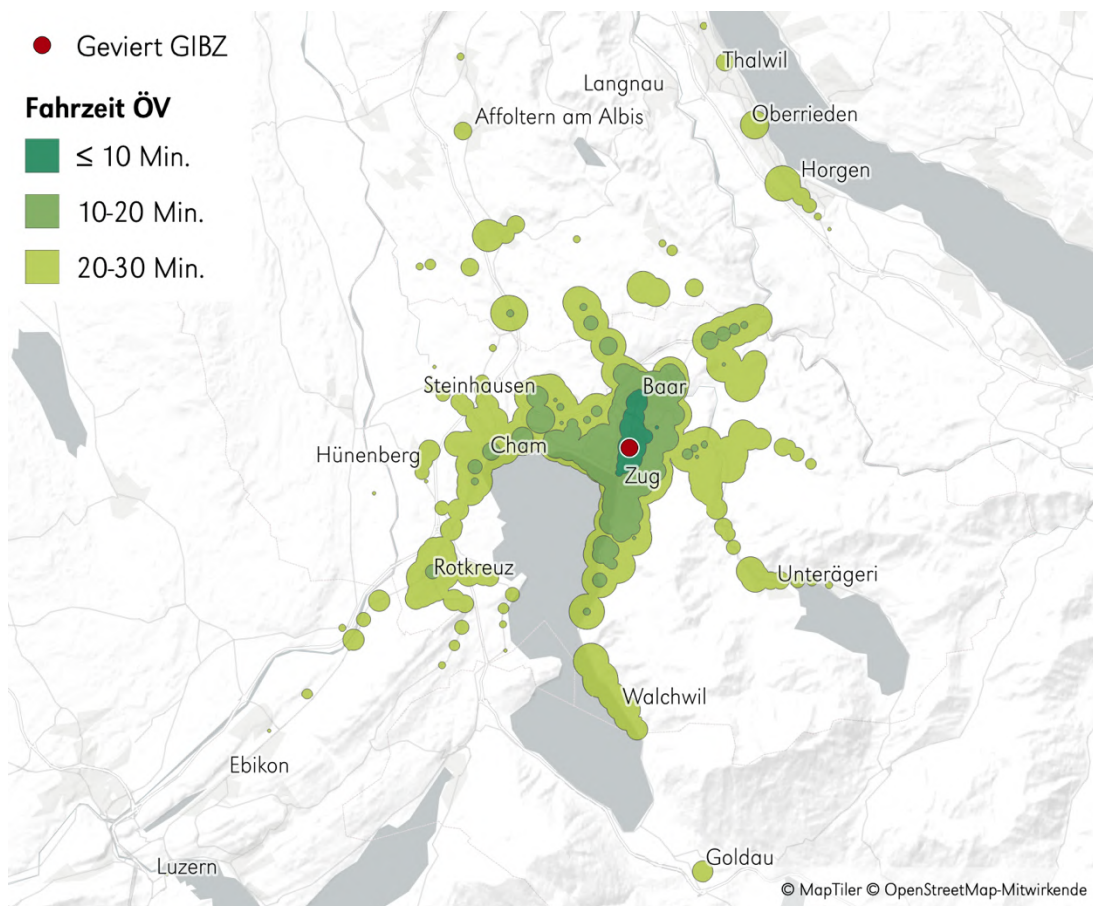 Geviert GIBZ
Fahrzeit ÖV
≤ 10 Min.
10-20 Min.
20-30 Min.
Thalwil
Langnau
Affoltern am Albis
Oberrieden
Horgen
Steinhausen
Baar
Cham
Hünenberg
Zug
Rotkreuz
Unterägeri
Walchwil
Ebikon
Luzern
Goldau
© MapTiler © OpenStreetMap-Mitwirkende